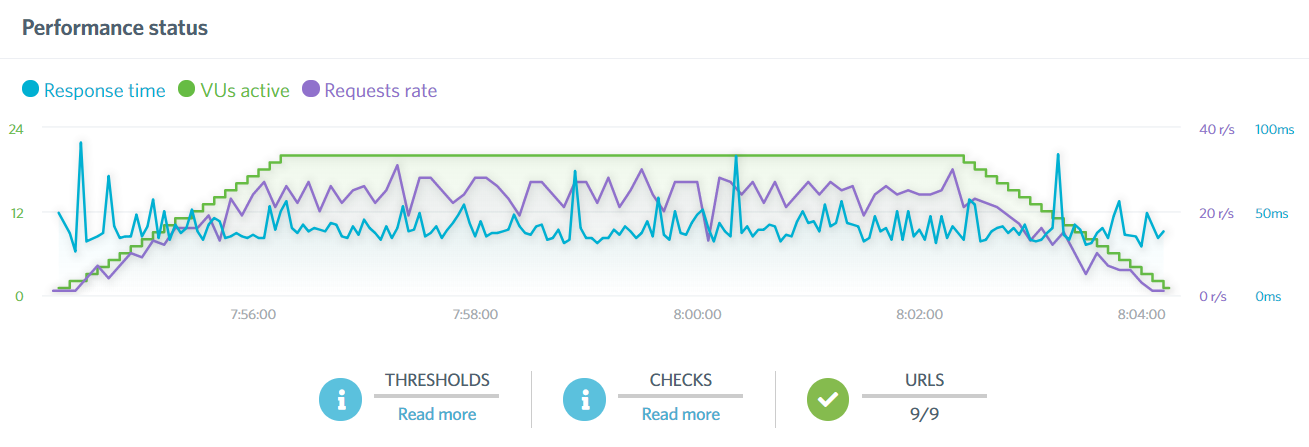 Performance status
Response time VUs active Requests rate
24 40 r/s 100ms
12 20 r/s 50ms
0 0 r/s 0ms
7:56:00 7:58:00 8:00:00 8:02:00 8:04:00
THRESHOLDS CHECKS URLS
Read more Read more 9/9